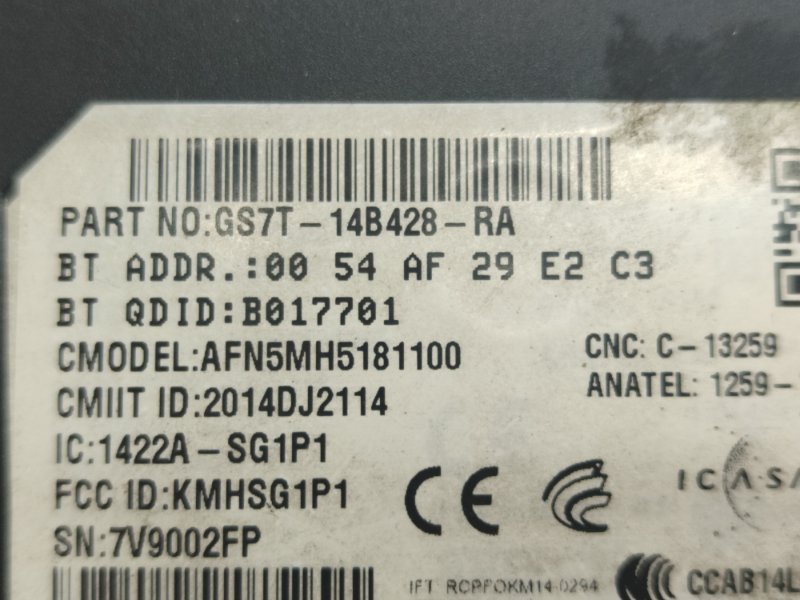 PART NO:GS7T-14B428-RA
BT ADDR.:00 54 AF 29 E2 C3
BT QDID:B017701
CMODEL:AFN5MH5181100
CNC: C-13259
CMIIT ID:2014DJ2114
ANATEL: 1259-
IC:1422A-SG1P1
FCC ID:KMHSG1P1
CE
ICASA
SN:7V9002FP
IFT RCPFOKM14-0294
CCAB14L